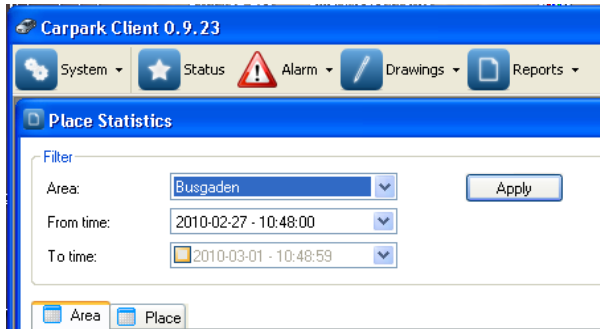 Carpark Client 0.9.23
System Status Alarm Drawings Reports
Place Statistics
Filter
Area: Busgaden Apply
From time: 2010-02-27 - 10:48:00
To time: 2010-03-01 - 10:48:59
Area Place